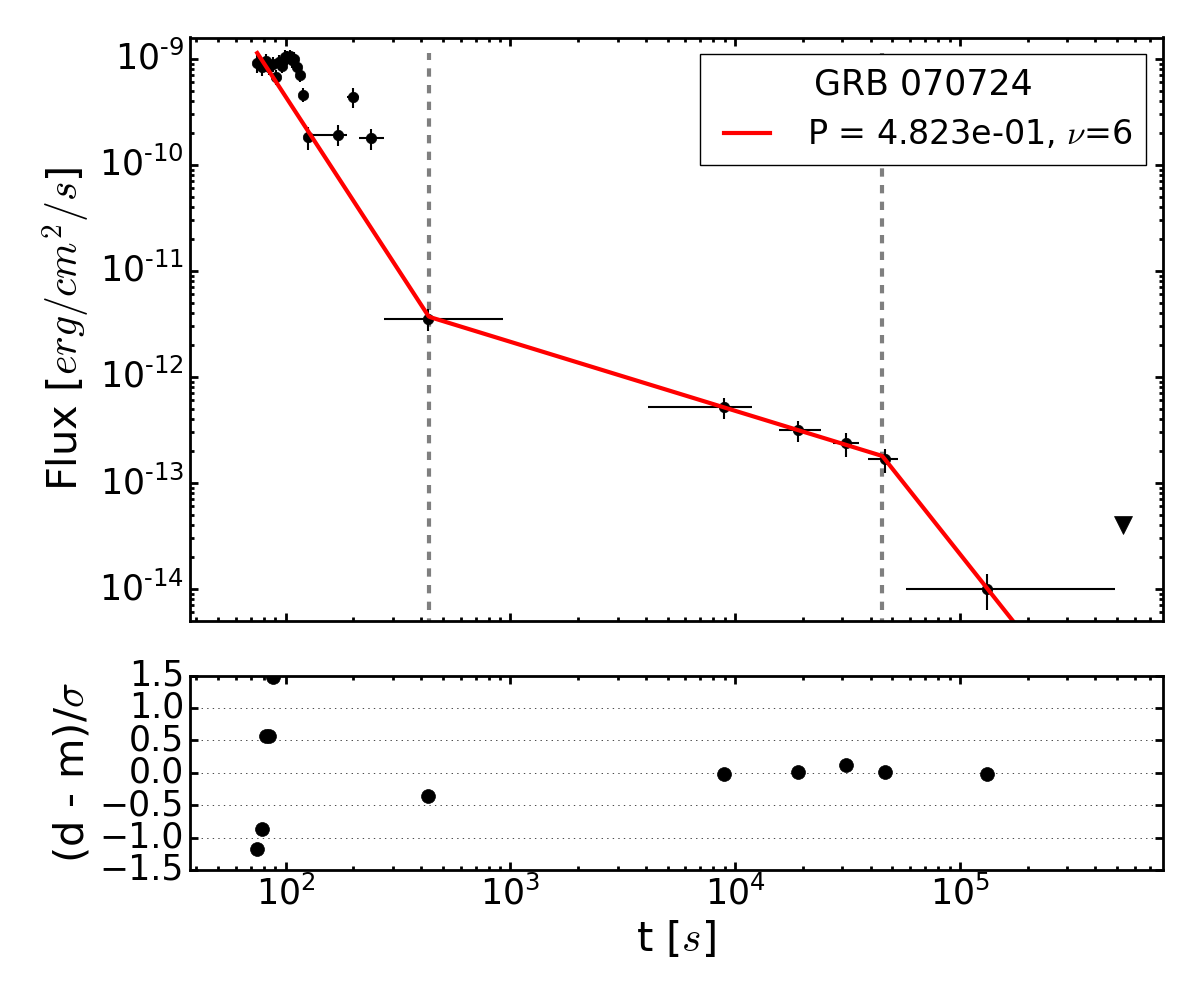 GRB 070724
P = 4.823e-01, ν=6
Flux [erg/cm²/s]
10⁻⁹
10⁻¹⁰
10⁻¹¹
10⁻¹²
10⁻¹³
10⁻¹⁴
(d - m)/σ
1.5
1.0
0.5
0.0
−0.5
−1.0
−1.5
10² 10³ 10⁴ 10⁵
t [s]